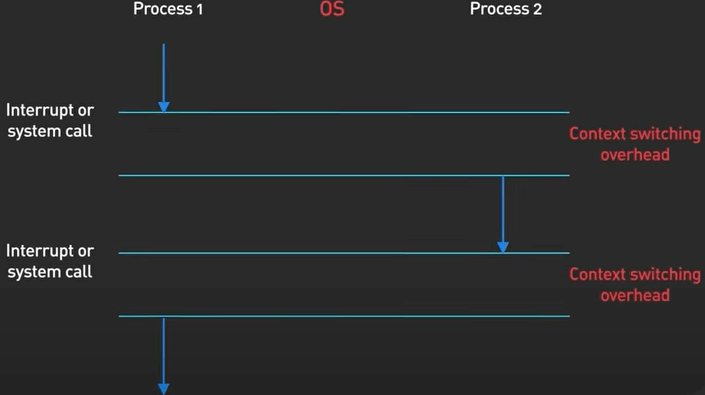 Process 1 OS Process 2
Interrupt or
system call
Context switching
overhead
Interrupt or
system call
Context switching
overhead